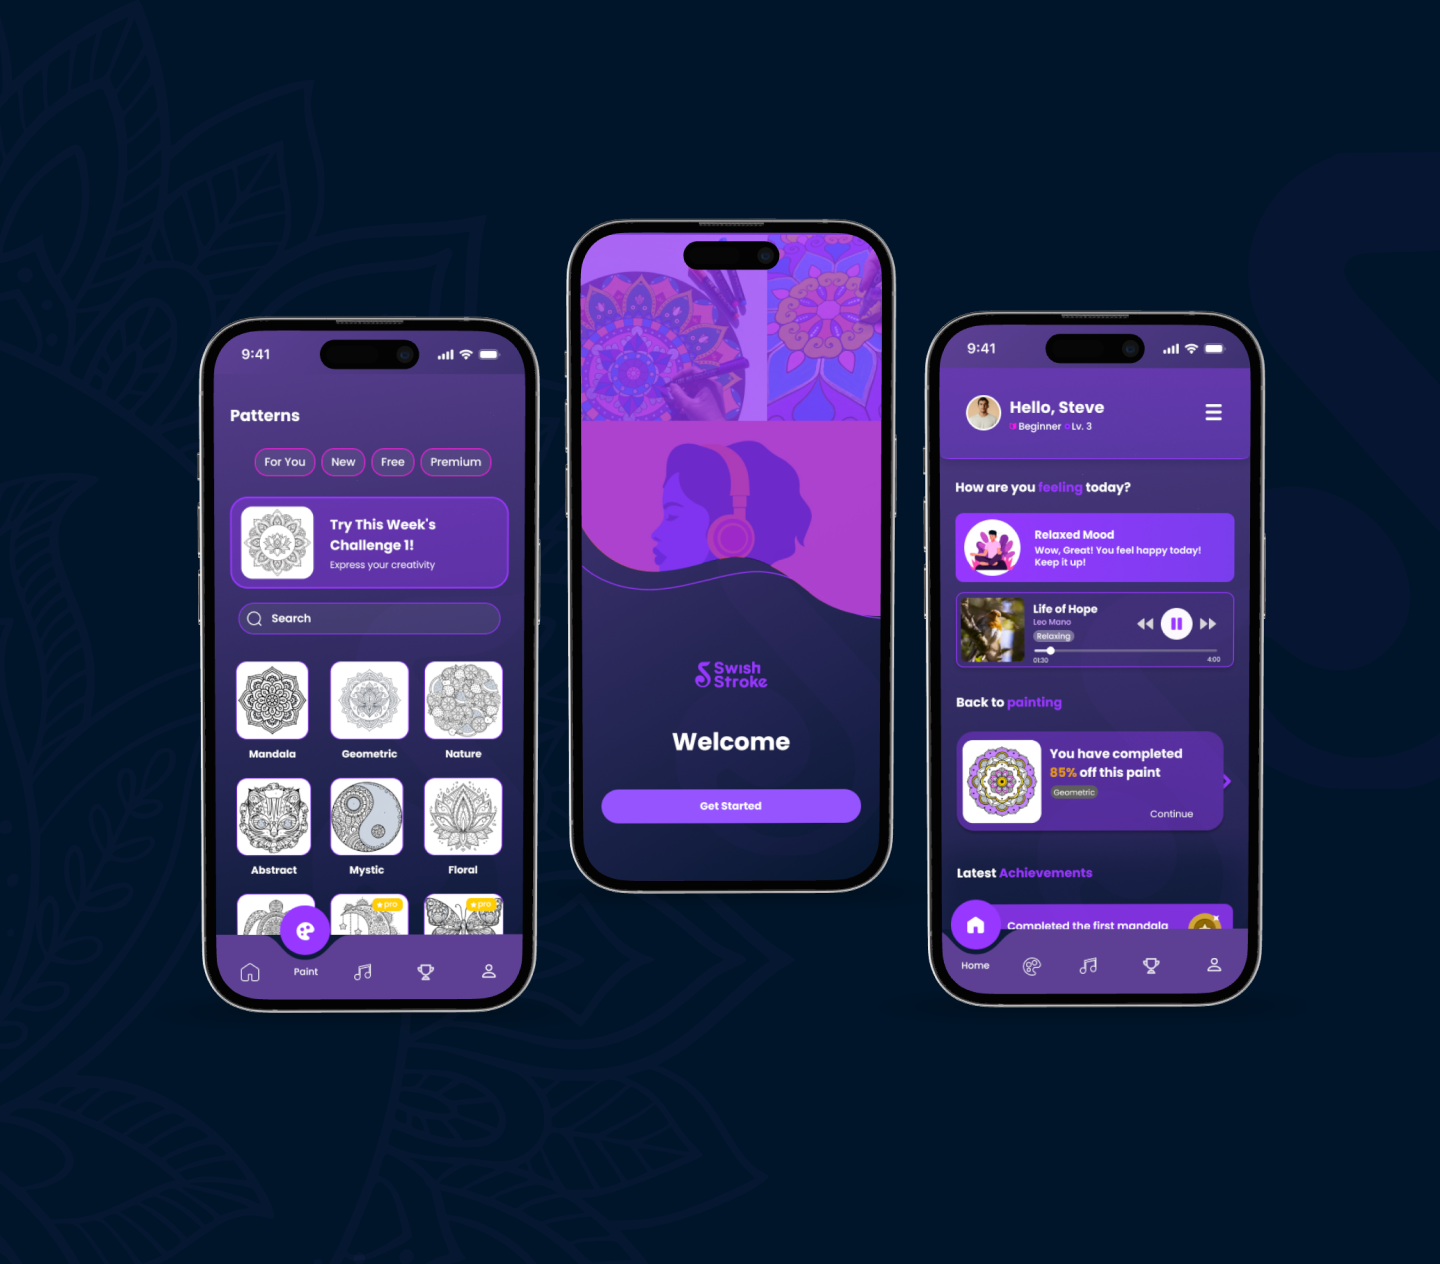 9:41
Patterns
For You New Free Premium
Try This Week's
Challenge 1!
Express your creativity
Search
Mandala Geometric Nature
Abstract Mystic Floral
pro pro
Paint
Swish
Stroke
Welcome
Get Started
9:41
Hello, Steve
Beginner Lv. 3
How are you feeling today?
Relaxed Mood
Wow, Great! You feel happy today!
Keep it up!
Life of Hope
Leo Mano
Relaxing
01:30 4:00
Back to painting
You have completed
85% off this paint
Geometric
Continue
Latest Achievements
Completed the first mandala
Home